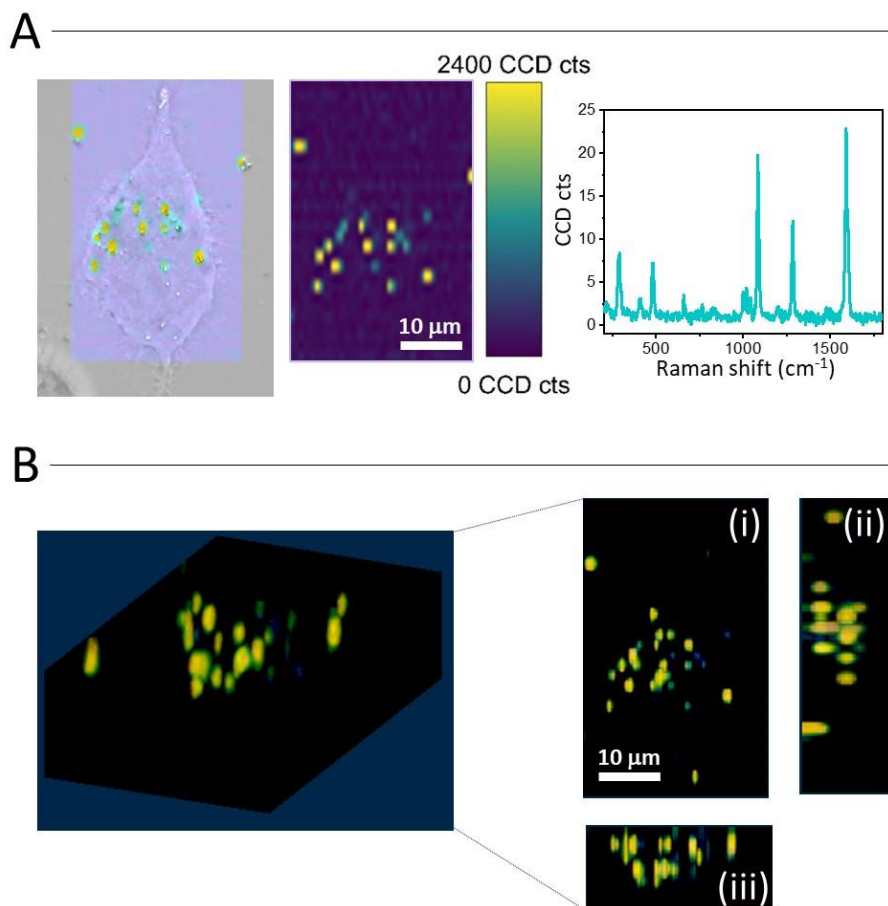 A
2400 CCD cts
10 μm
0 CCD cts
25
20
15
10
5
0
CCD cts
500
1000
1500
Raman shift (cm⁻¹)
B
(i)
(ii)
10 μm
(iii)